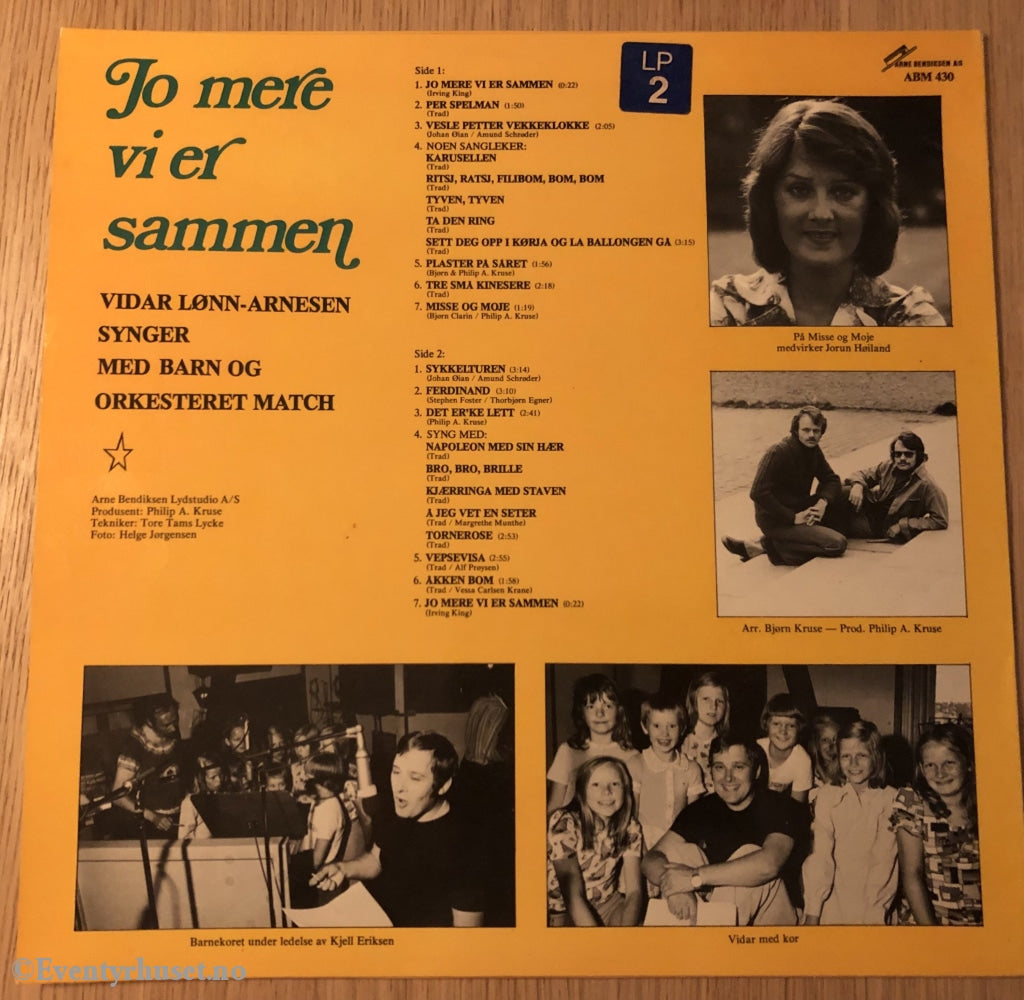 Jo mere
vi er
sammen
VIDAR LØNN-ARNESEN
SYNGER
MED BARN OG
ORKESTERET MATCH
Arne Bendiksen Lydstudio A/S
Produsent: Philip A. Kruse
Tekniker: Tore Tams Lycke
Foto: Helge Jørgensen
Side 1:
1. JO MERE VI ER SAMMEN (0:22)
(Irving King)
2. PER SPELMAN (1:50)
(Trad)
3. VESLE PETTER VEKKEKLOKKE (2:05)
(Johan Øian / Amund Schrøder)
4. NOEN SANGLEKER:
KARUSELLEN
(Trad)
RITSJ, RATSJ, FILIBOM, BOM, BOM
(Trad)
TYVEN, TYVEN
(Trad)
TA DEN RING
(Trad)
SETT DEG OPP I KØRJA OG LA BALLONGEN GÅ (3:15)
(Trad)
5. PLASTER PÅ SÅRET (1:56)
(Bjørn & Philip A. Kruse)
6. TRE SMÅ KINESERE (2:18)
(Trad)
7. MISSE OG MOJE (1:19)
(Bjørn Clarin / Philip A. Kruse)
Side 2:
1. SYKKELTUREN (3:14)
(Johan Øian / Amund Schrøder)
2. FERDINAND (3:10)
(Stephen Foster / Thorbjørn Egner)
3. DET ER'KE LETT (2:41)
(Philip A. Kruse)
4. SYNG MED:
NAPOLEON MED SIN HÆR
(Trad)
BRO, BRO, BRILLE
(Trad)
KJÆRRINGA MED STAVEN
(Trad)
Å JEG VET EN SETER
(Trad / Margrethe Munthe)
TORNEROSE (2:53)
(Trad)
5. VEPSEVISA (2:55)
(Trad / Alf Prøysen)
6. ÅKKEN BOM (1:58)
(Trad / Vessa Carlsen Krane)
7. JO MERE VI ER SAMMEN (0:22)
(Irving King)
LP
2
ARNE BENDIKSEN AS
ABM 430
På Misse og Moje
medvirker Jorun Høiland
Arr. Bjørn Kruse — Prod. Philip A. Kruse
Barnekoret under ledelse av Kjell Eriksen
Vidar med kor
©Eventyrhuset.no